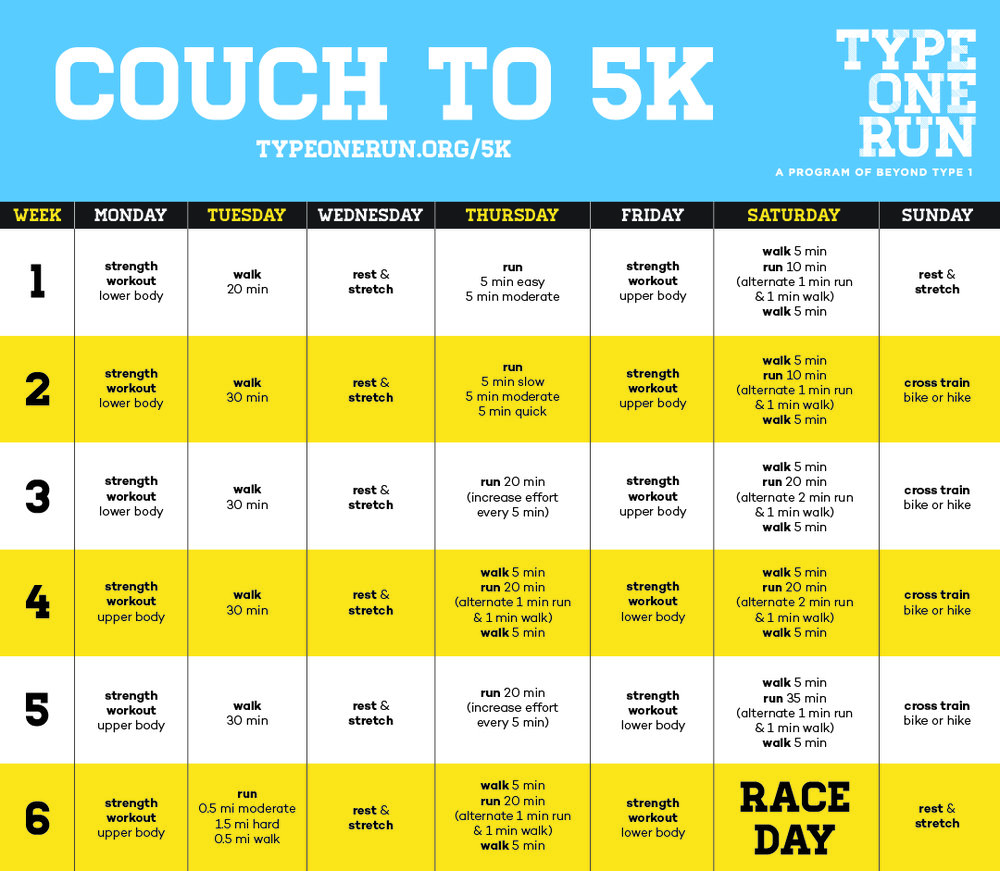 COUCH TO 5K
TYPEONERUN.ORG/5K
TYPE
ONE
RUN
A PROGRAM OF BEYOND TYPE 1
WEEK MONDAY TUESDAY WEDNESDAY THURSDAY FRIDAY SATURDAY SUNDAY
1
strength
workout
lower body
walk
20 min
rest &
stretch
run
5 min easy
5 min moderate
strength
workout
upper body
walk 5 min
run 10 min
(alternate 1 min run
& 1 min walk)
walk 5 min
rest &
stretch
2
strength
workout
lower body
walk
30 min
rest &
stretch
run
5 min slow
5 min moderate
5 min quick
strength
workout
upper body
walk 5 min
run 10 min
(alternate 1 min run
& 1 min walk)
walk 5 min
cross train
bike or hike
3
strength
workout
lower body
walk
30 min
rest &
stretch
run 20 min
(increase effort
every 5 min)
strength
workout
upper body
walk 5 min
run 20 min
(alternate 2 min run
& 1 min walk)
walk 5 min
cross train
bike or hike
4
strength
workout
upper body
walk
30 min
rest &
stretch
walk 5 min
run 20 min
(alternate 1 min run
& 1 min walk)
walk 5 min
strength
workout
lower body
walk 5 min
run 20 min
(alternate 2 min run
& 1 min walk)
walk 5 min
cross train
bike or hike
5
strength
workout
upper body
walk
30 min
rest &
stretch
run 20 min
(increase effort
every 5 min)
strength
workout
lower body
walk 5 min
run 35 min
(alternate 1 min run
& 1 min walk)
walk 5 min
cross train
bike or hike
6
strength
workout
upper body
run
0.5 mi moderate
1.5 mi hard
0.5 mi walk
rest &
stretch
walk 5 min
run 20 min
(alternate 1 min run
& 1 min walk)
walk 5 min
strength
workout
lower body
RACE
DAY
rest &
stretch